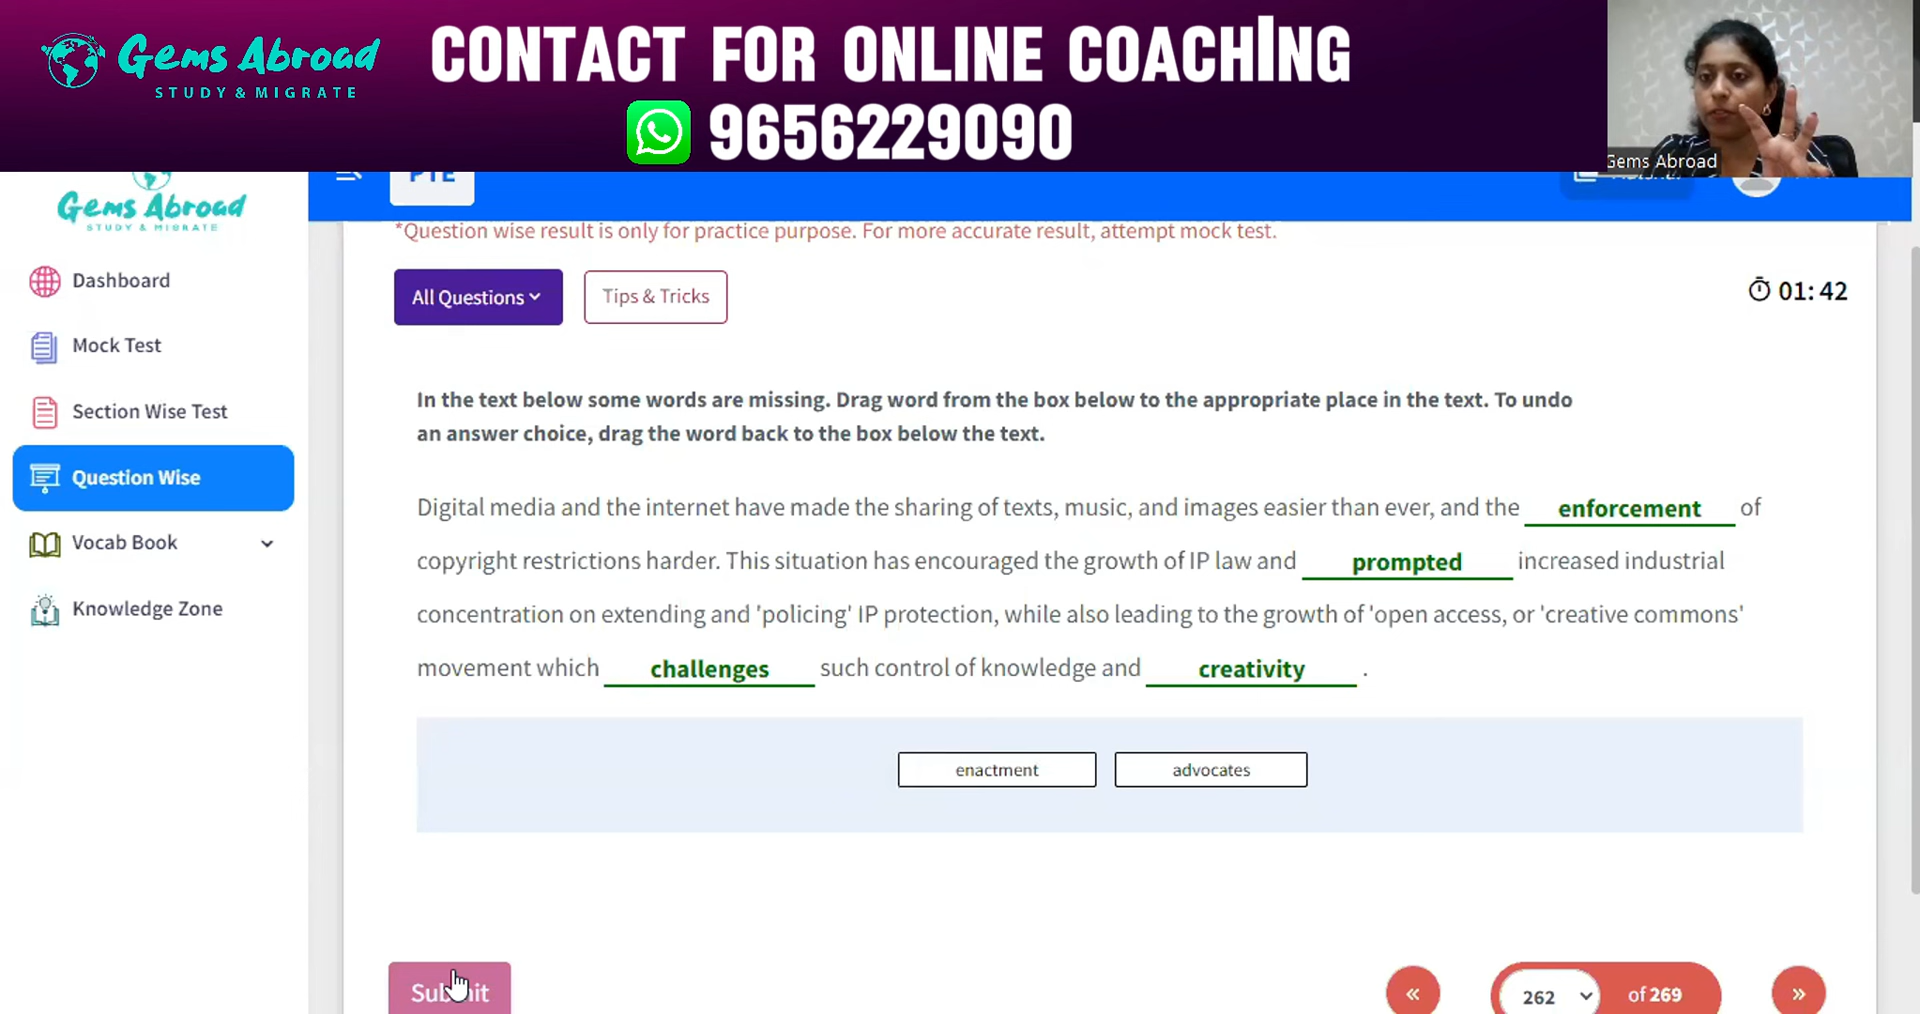 Gems Abroad
STUDY & MIGRATE
CONTACT FOR ONLINE COACHING
9656229090
Gems Abroad
Gems Abroad
STUDY & MIGRATE
PTE
*Question wise result is only for practice purpose. For more accurate result, attempt mock test.
Dashboard
Mock Test
Section Wise Test
Question Wise
Vocab Book
Knowledge Zone
All Questions
Tips & Tricks
01: 42
In the text below some words are missing. Drag word from the box below to the appropriate place in the text. To undo
an answer choice, drag the word back to the box below the text.
Digital media and the internet have made the sharing of texts, music, and images easier than ever, and the enforcement of
copyright restrictions harder. This situation has encouraged the growth of IP law and prompted increased industrial
concentration on extending and 'policing' IP protection, while also leading to the growth of 'open access, or 'creative commons'
movement which challenges such control of knowledge and creativity .
enactment
advocates
Submit
«
262
of 269
»